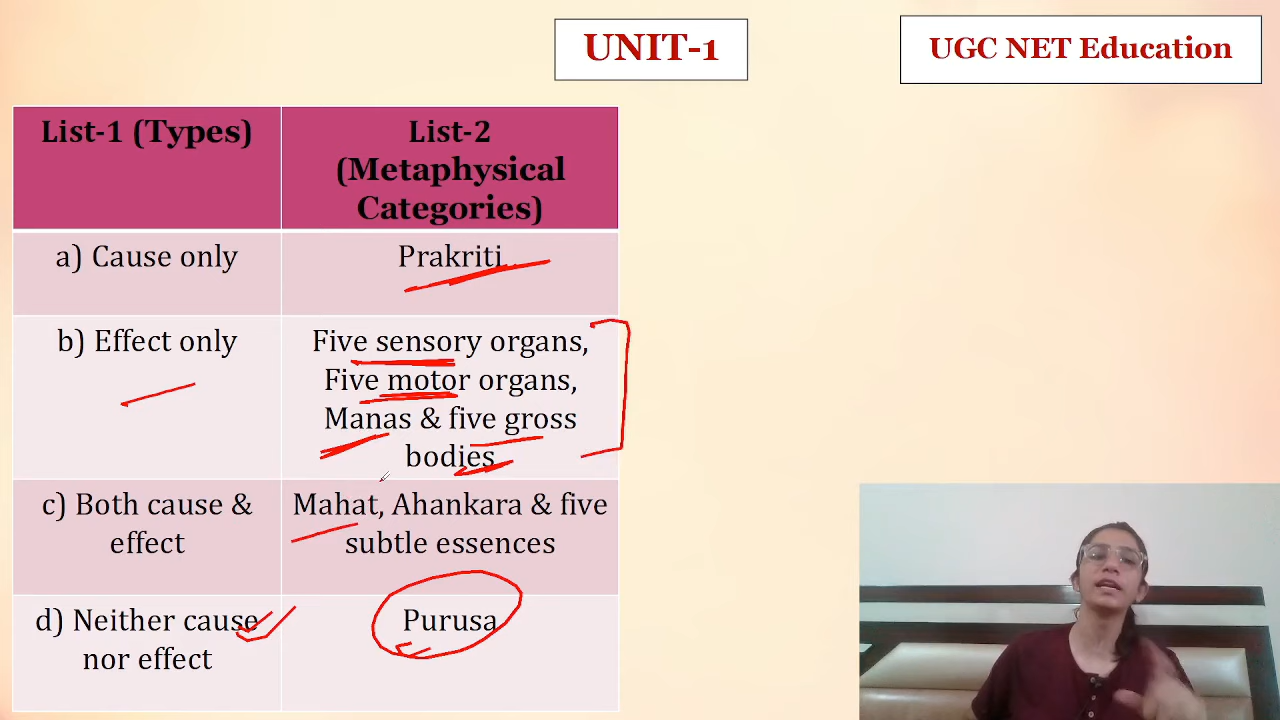 UNIT-1
UGC NET Education
List-1 (Types)
List-2
(Metaphysical
Categories)
a) Cause only
Prakriti
b) Effect only
Five sensory organs,
Five motor organs,
Manas & five gross
bodies
c) Both cause &
effect
Mahat, Ahankara & five
subtle essences
d) Neither cause
nor effect
Purusa